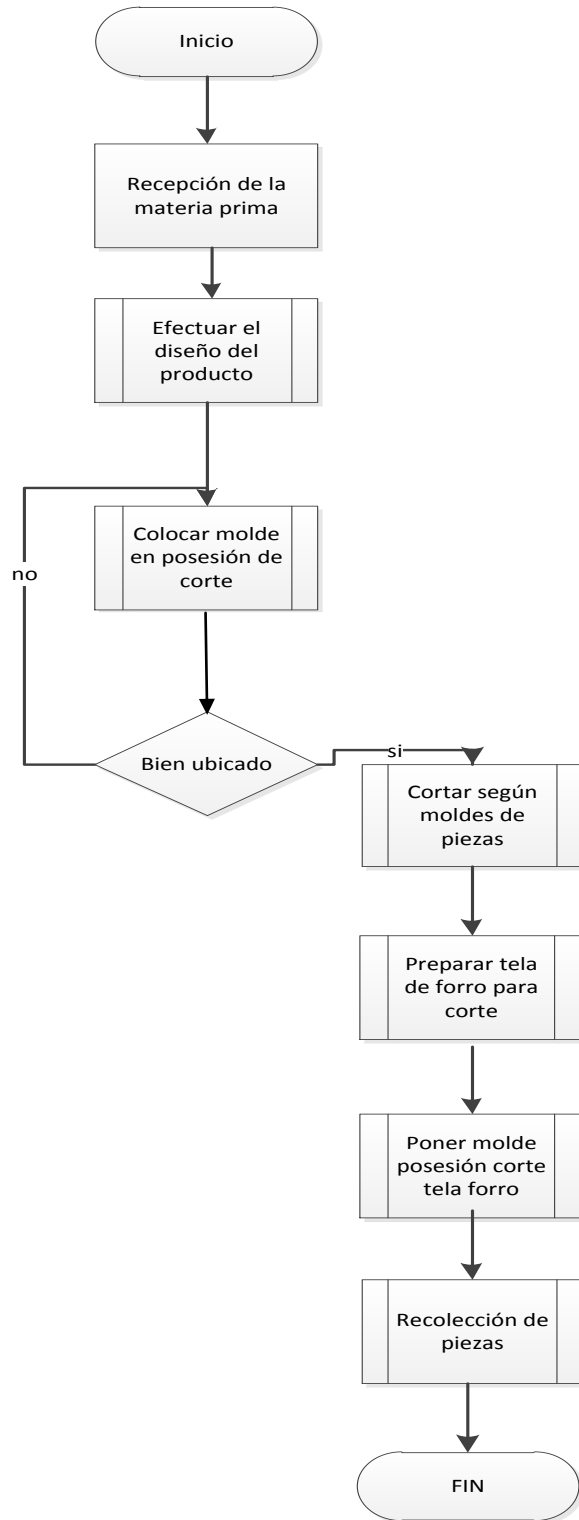 Inicio
Recepción de la
materia prima
Efectuar el
diseño del
producto
Colocar molde
en posesión de
corte
no
Bien ubicado
si
Cortar según
moldes de
piezas
Preparar tela
de forro para
corte
Poner molde
posesión corte
tela forro
Recolección de
piezas
FIN